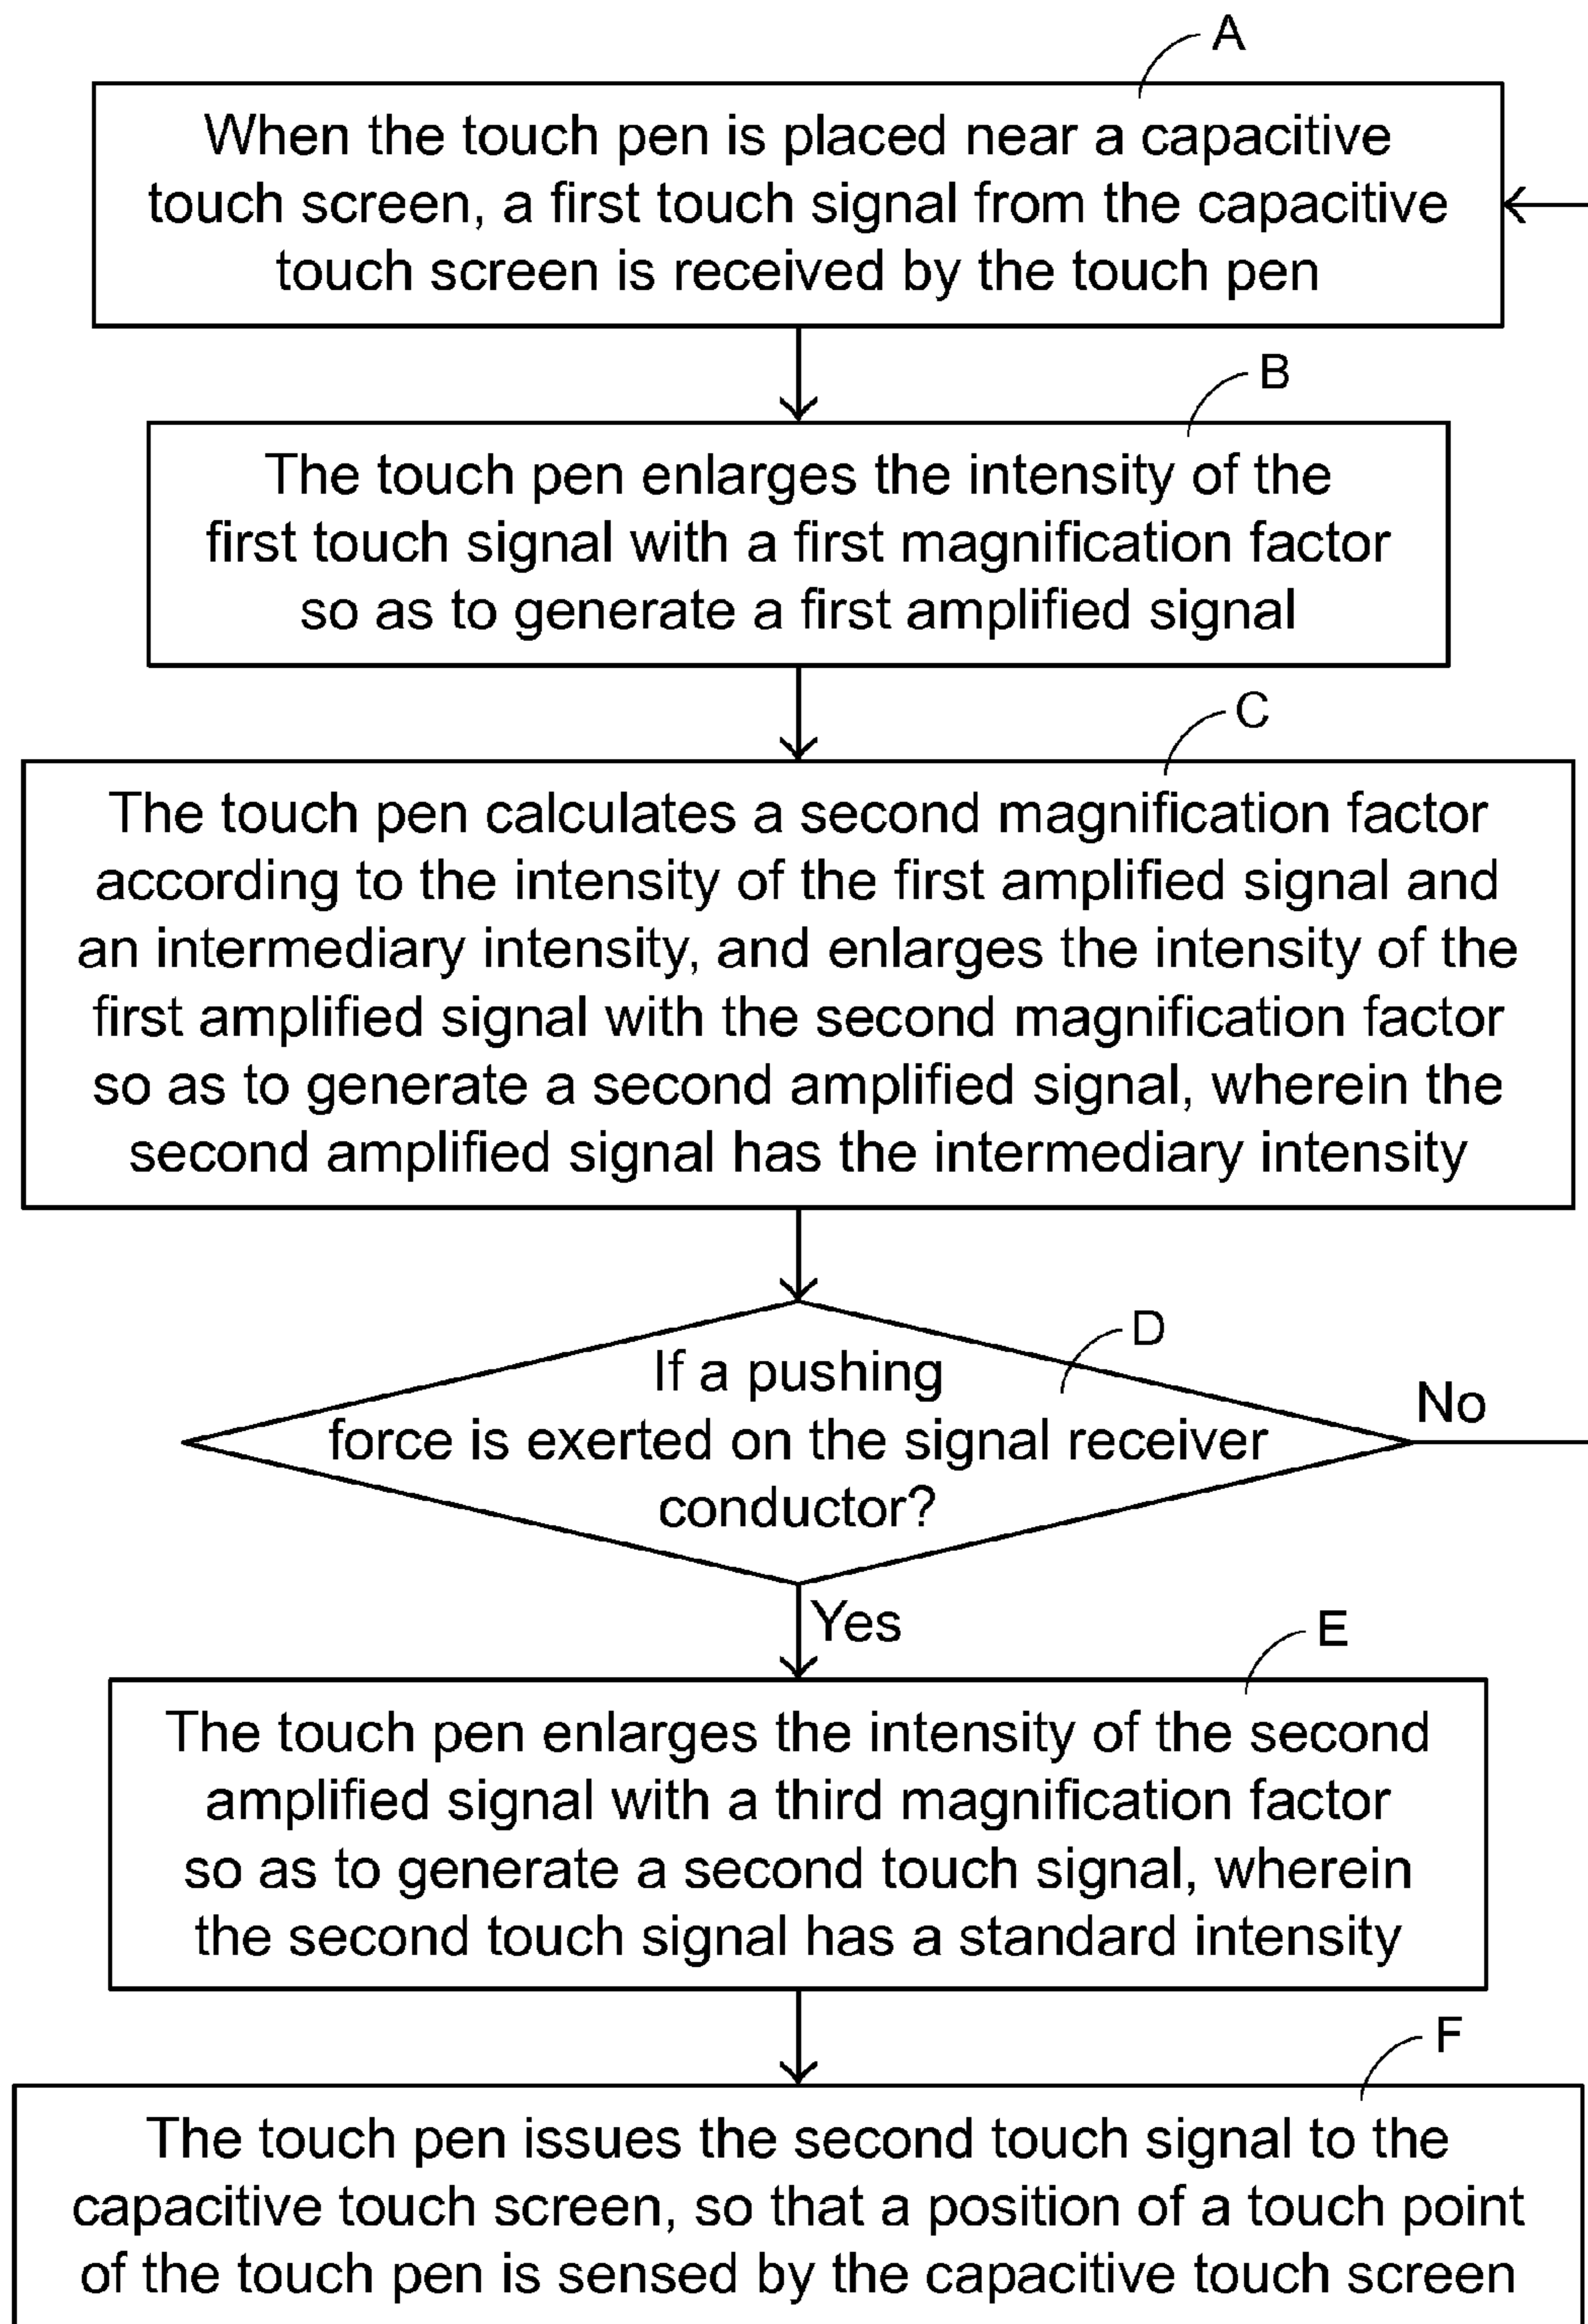 A
When the touch pen is placed near a capacitive
touch screen, a first touch signal from the capacitive
touch screen is received by the touch pen
B
The touch pen enlarges the intensity of the
first touch signal with a first magnification factor
so as to generate a first amplified signal
C
The touch pen calculates a second magnification factor
according to the intensity of the first amplified signal and
an intermediary intensity, and enlarges the intensity of the
first amplified signal with the second magnification factor
so as to generate a second amplified signal, wherein the
second amplified signal has the intermediary intensity
D
If a pushing
force is exerted on the signal receiver
conductor?
No
Yes
E
The touch pen enlarges the intensity of the second
amplified signal with a third magnification factor
so as to generate a second touch signal, wherein
the second touch signal has a standard intensity
F
The touch pen issues the second touch signal to the
capacitive touch screen, so that a position of a touch point
of the touch pen is sensed by the capacitive touch screen